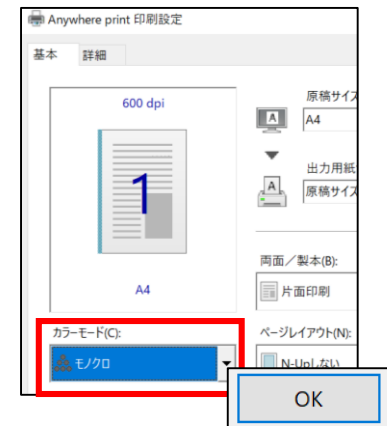 Anywhere print 印刷設定
基本 詳細
600 dpi
1
A4
原稿サイズ
A
A4
出力用紙
A
原稿サイズ
両面／製本(B):
片面印刷
カラーモード(C):
モノクロ
ページレイアウト(N):
N-Upしない
OK